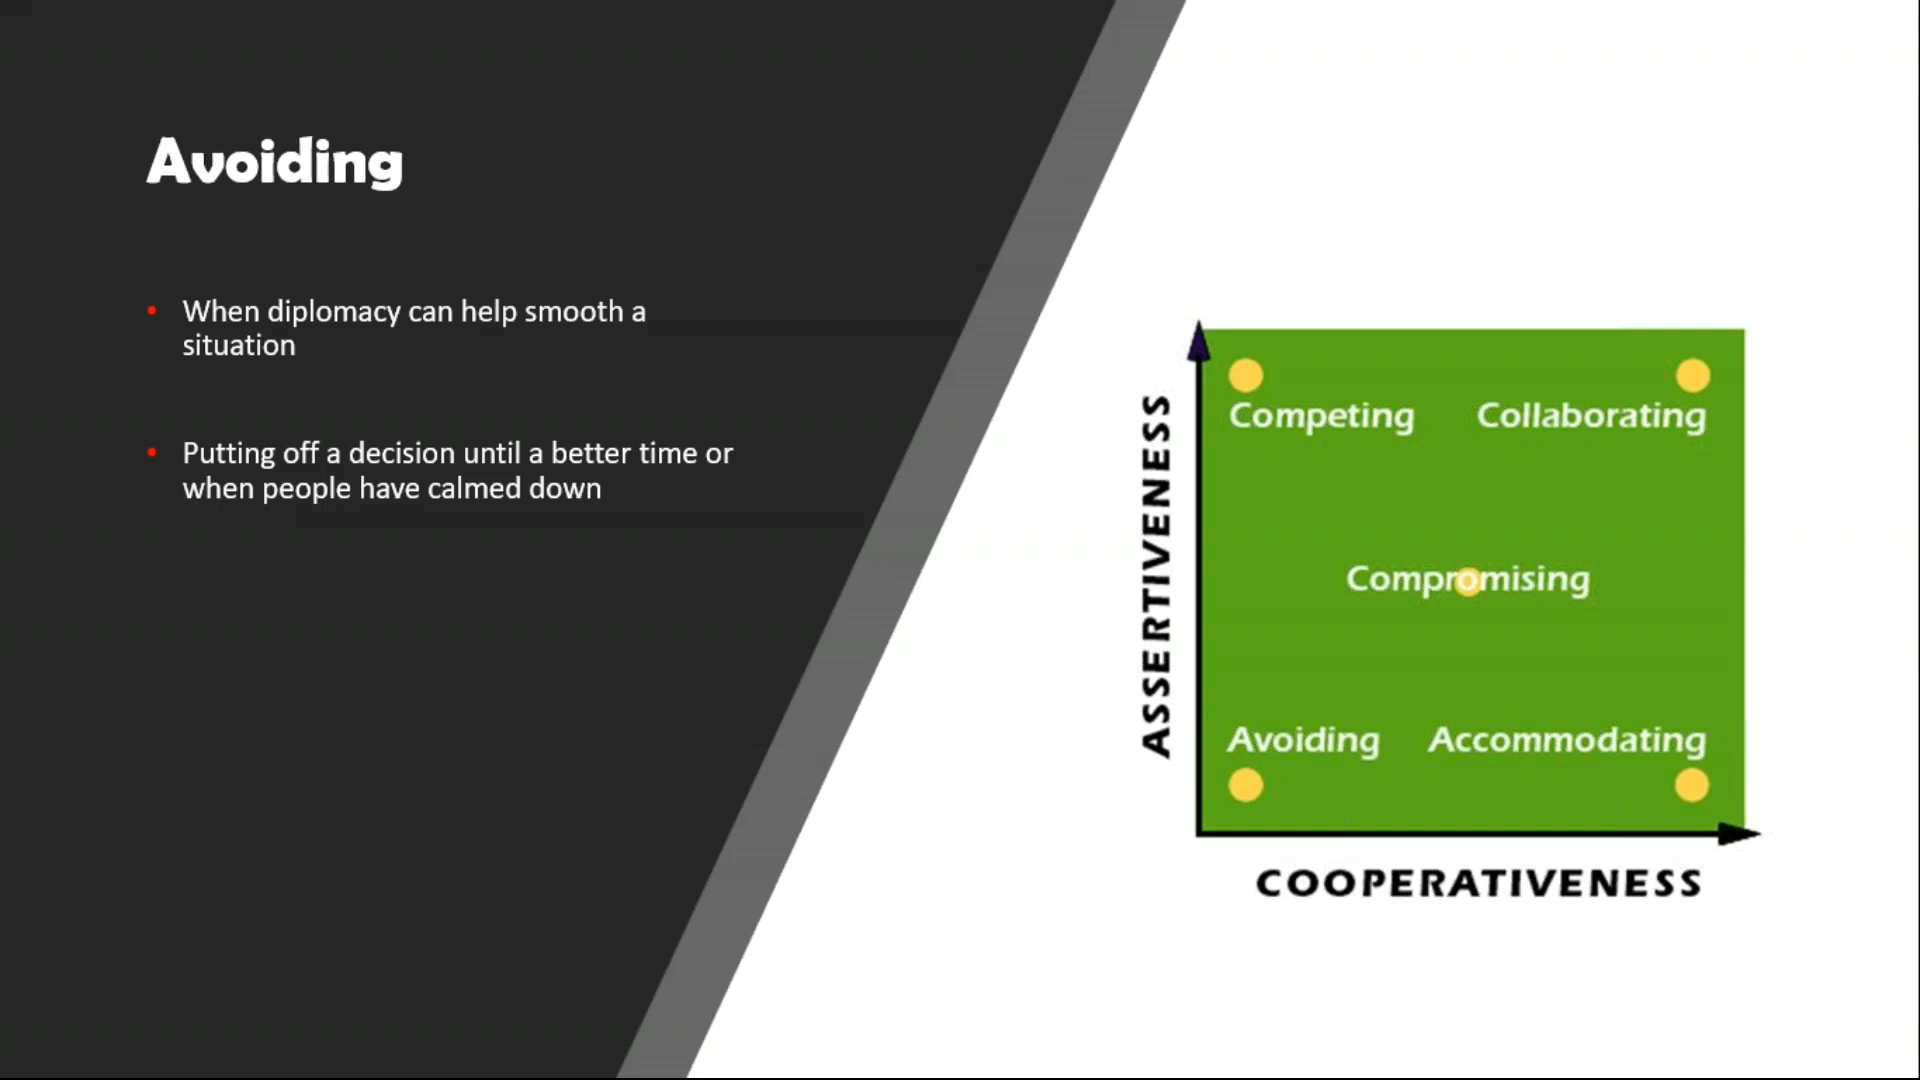 Avoiding
• When diplomacy can help smooth a
situation
• Putting off a decision until a better time or
when people have calmed down
ASSERTIVENESS
Competing Collaborating
Compromising
Avoiding Accommodating
COOPERATIVENESS